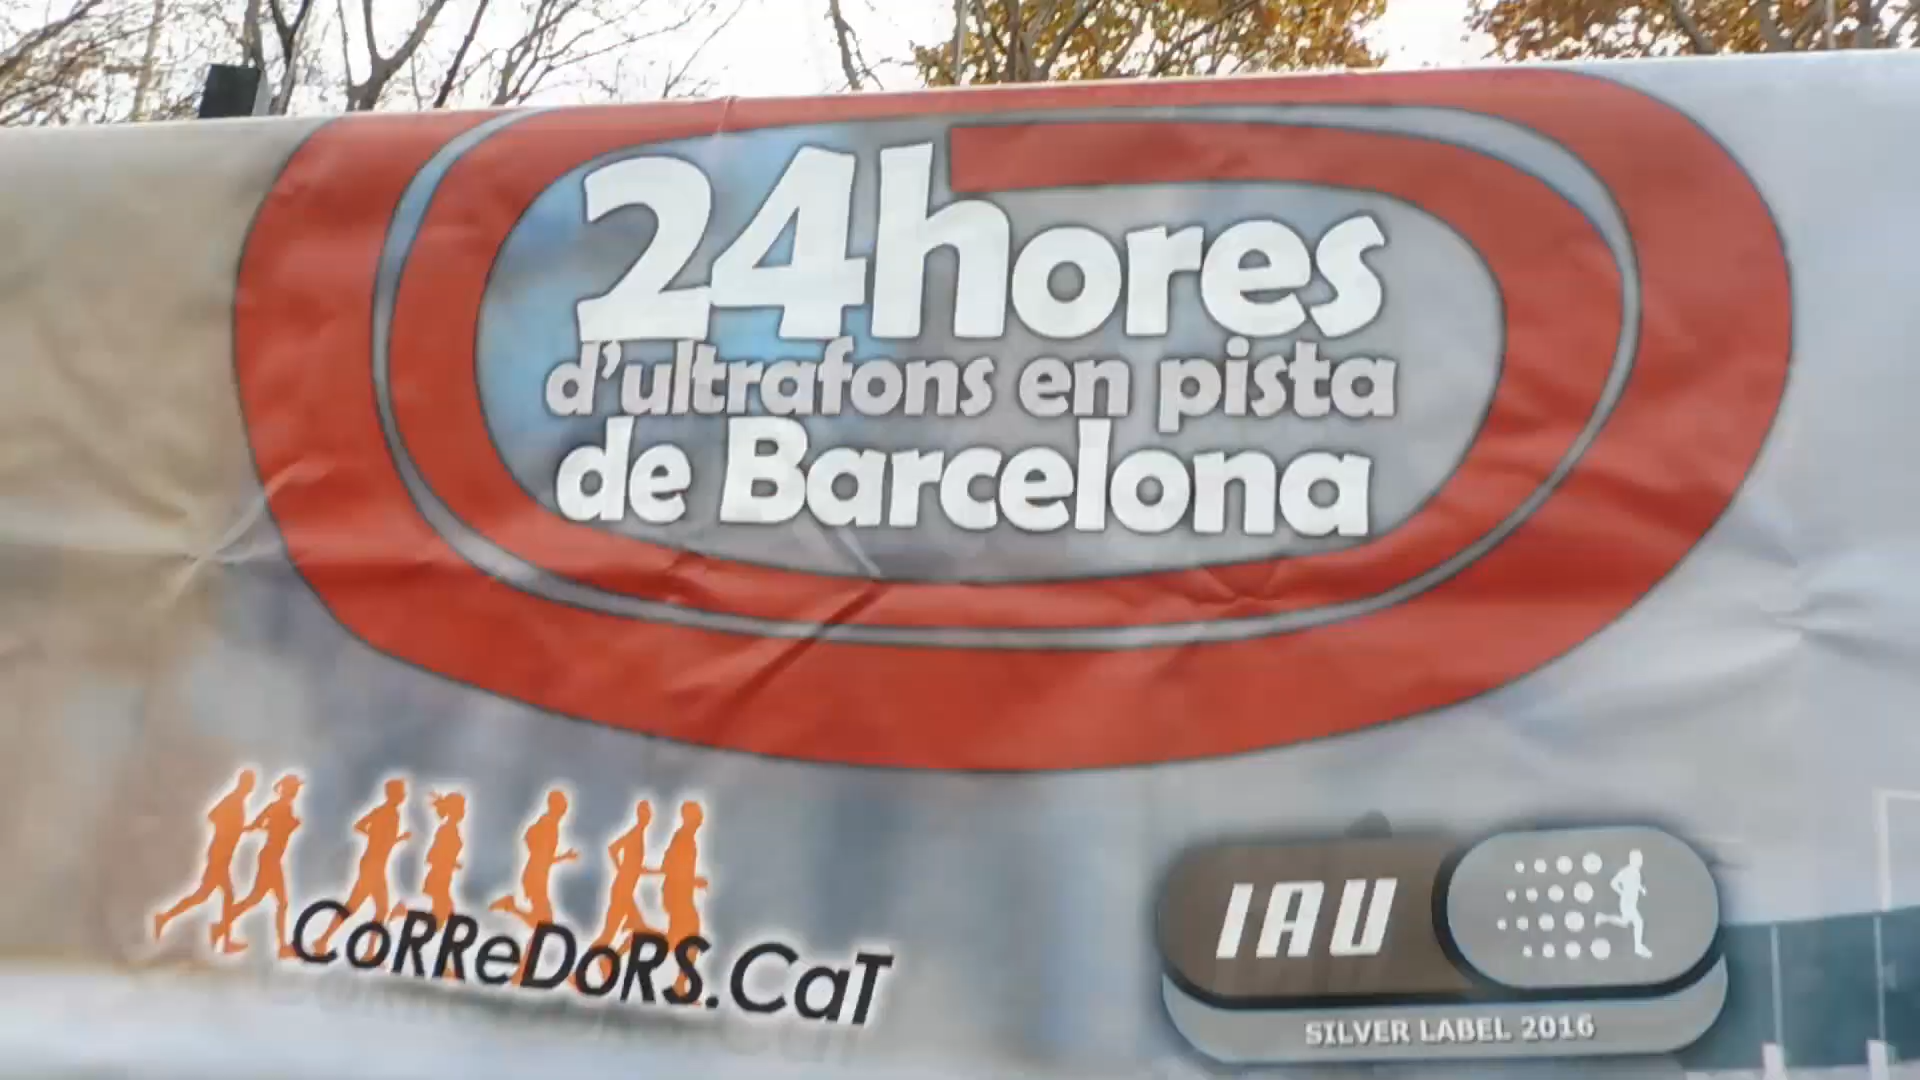 24hores
d'ultrafons en pista
de Barcelona
CoRReDoRS.CaT
IAU
SILVER LABEL 2016